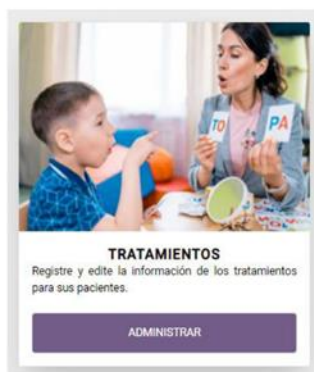 TO
PA
TRATAMIENTOS
Registre y edite la información de los tratamientos
para sus pacientes.
ADMINISTRAR